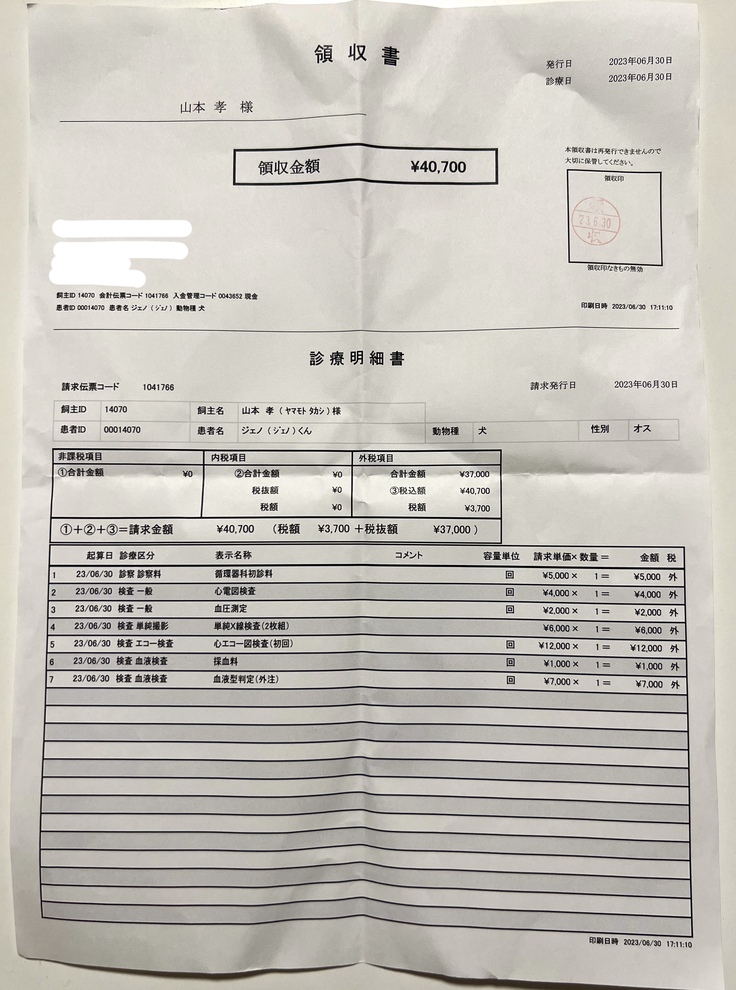 領収書
発行日 2023年06月30日
診療日 2023年06月30日
山本 孝 様
領収金額 ¥40,700
本領収書は再発行できませんので
大切に保管してください。
領収印
23.6.30
領収印なきもの無効
飼主ID 14070 会計伝票コード 1041766 入金管理コード 0043652 現金
患者ID 00014070 患者名 ジェノ (ジェノ) 動物種 犬
印刷日時 2023/06/30 17:11:10
診療明細書
請求伝票コード 1041766
請求発行日 2023年06月30日
飼主ID 14070 飼主名 山本 孝 (ヤマモト タカシ) 様
患者ID 00014070 患者名 ジェノ (ジェノ) くん 動物種 犬 性別 オス
非課税項目 内税項目 外税項目
①合計金額 ¥0 ②合計金額 ¥0 合計金額 ¥37,000
税抜額 ¥0 ③税込額 ¥40,700
税額 ¥0 税額 ¥3,700
①+②+③=請求金額 ¥40,700 (税額 ¥3,700 +税抜額 ¥37,000 )
起算日 診療区分 表示名称 コメント 容量単位 請求単価× 数量 = 金額 税
1 23/06/30 診察 診察料 循環器科初診料 回 ¥5,000 × 1 = ¥5,000 外
2 23/06/30 検査 一般 心電図検査 回 ¥4,000 × 1 = ¥4,000 外
3 23/06/30 検査 一般 血圧測定 回 ¥2,000 × 1 = ¥2,000 外
4 23/06/30 検査 単純撮影 単純X線検査(2枚組) ¥6,000 × 1 = ¥6,000 外
5 23/06/30 検査 エコー検査 心エコー図検査(初回) 回 ¥12,000 × 1 = ¥12,000 外
6 23/06/30 検査 血液検査 採血料 回 ¥1,000 × 1 = ¥1,000 外
7 23/06/30 検査 血液検査 血液型判定(外注) 回 ¥7,000 × 1 = ¥7,000 外
印刷日時 2023/06/30 17:11:10